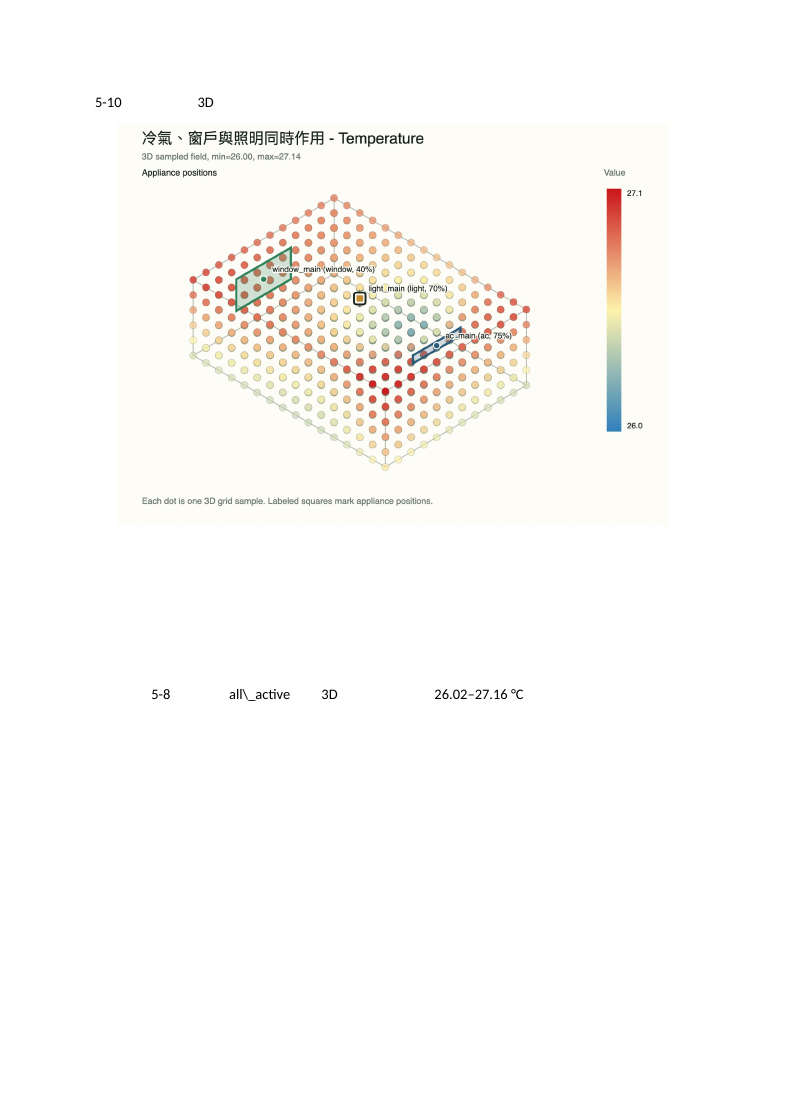 5-10 3D
冷氣、窗戶與照明同時作用 - Temperature
3D sampled field, min=26.00, max=27.14
Appliance positions
Value
27.1
window_main (window, 40%)
light_main (light, 70%)
ac_main (ac, 75%)
26.0
Each dot is one 3D grid sample. Labeled squares mark appliance positions.
5-8 all\_active 3D 26.02–27.16 °C